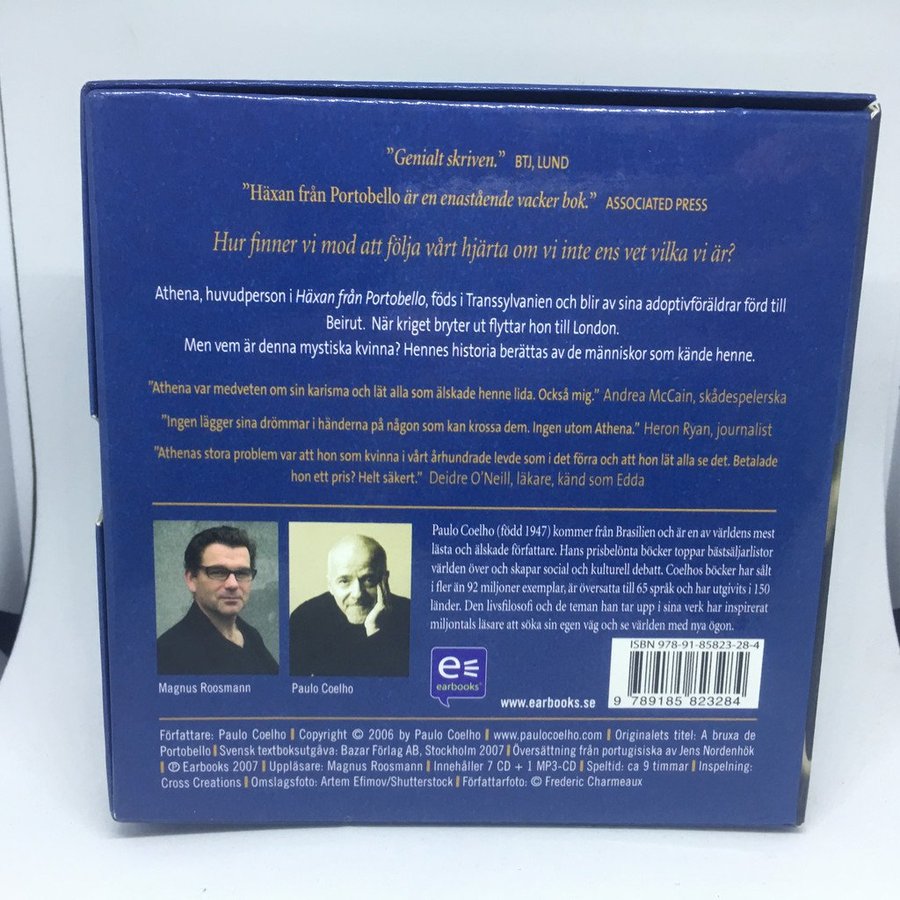 ”Genialt skriven.” BTJ, LUND
”Häxan från Portobello är en enastående vacker bok.” ASSOCIATED PRESS
Hur finner vi mod att följa vårt hjärta om vi inte ens vet vilka vi är?
Athena, huvudperson i Häxan från Portobello, föds i Transsylvanien och blir av sina adoptivföräldrar förd till
Beirut. När kriget bryter ut flyttar hon till London.
Men vem är denna mystiska kvinna? Hennes historia berättas av de människor som kände henne.
”Athena var medveten om sin karisma och lät alla som älskade henne lida. Också mig.” Andrea McCain, skådespelerska
”Ingen lägger sina drömmar i händerna på någon som kan krossa dem. Ingen utom Athena.” Heron Ryan, journalist
”Athenas stora problem var att hon som kvinna i vårt århundrade levde som i det förra och att hon lät alla se det. Betalade
hon ett pris? Helt säkert.” Deidre O’Neill, läkare, känd som Edda
Paulo Coelho (född 1947) kommer från Brasilien och är en av världens mest
lästa och älskade författare. Hans prisbelönta böcker toppar bästsäljarlistor
världen över och skapar social och kulturell debatt. Coelhos böcker har sålt
i fler än 92 miljoner exemplar, är översatta till 65 språk och har utgivits i 150
länder. Den livsfilosofi och de teman han tar upp i sina verk har inspirerat
miljontals läsare att söka sin egen väg och se världen med nya ögon.
Magnus Roosmann
Paulo Coelho
e
earbooks
www.earbooks.se
ISBN 978-91-85823-28-4
9 789185 823284
Författare: Paulo Coelho | Copyright © 2006 by Paulo Coelho | www.paulocoelho.com | Originalets titel: A bruxa de
Portobello | Svensk textboksutgåva: Bazar Förlag AB, Stockholm 2007 | Översättning från portugisiska av Jens Nordenhök
| ℗ Earbooks 2007 | Uppläsare: Magnus Roosmann | Innehåller 7 CD + 1 MP3-CD | Speltid: ca 9 timmar | Inspelning:
Cross Creations | Omslagsfoto: Artem Efimov/Shutterstock | Författarfoto: © Frederic Charmeaux